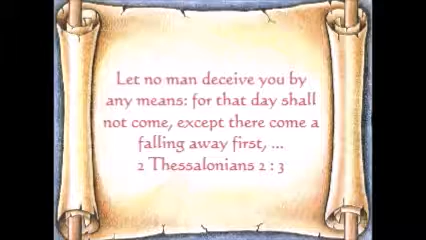 Let no man deceive you by
any means: for that day shall
not come, except there come a
falling away first, ...
2 Thessalonians 2 : 3